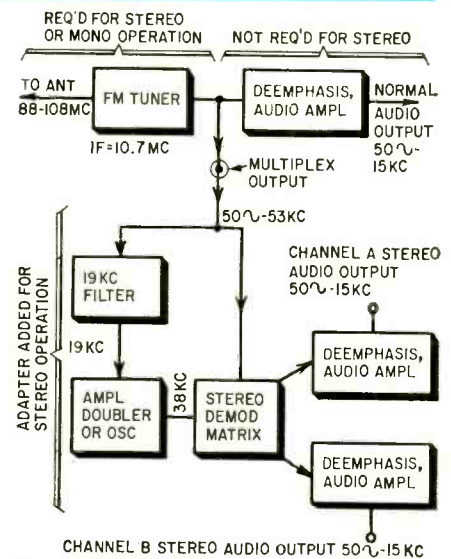 REQ'D FOR STEREO
OR MONO OPERATION
NOT REQ'D FOR STEREO
TO ANT
88-108MC
FM TUNER
IF=10.7MC
DEEMPHASIS,
AUDIO AMPL
NORMAL
AUDIO
OUTPUT
50∿-
15KC
MULTIPLEX
OUTPUT
50∿-53KC
ADAPTER ADDED FOR
STEREO OPERATION
19KC
FILTER
19KC
AMPL
DOUBLER
OR OSC
38KC
STEREO
DEMOD
MATRIX
CHANNEL A STEREO
AUDIO OUTPUT
50∿-15KC
DEEMPHASIS,
AUDIO AMPL
DEEMPHASIS,
AUDIO AMPL
CHANNEL B STEREO AUDIO OUTPUT 50∿-15KC